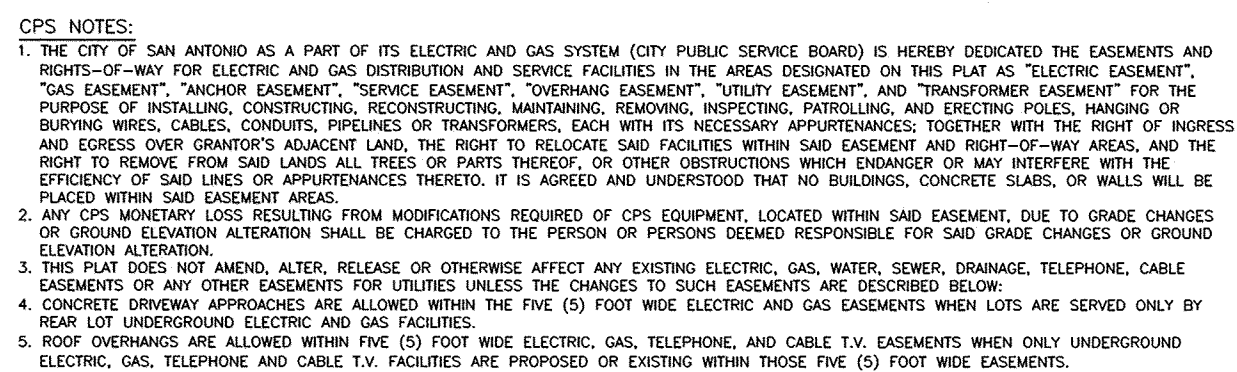 CPS NOTES:
1. THE CITY OF SAN ANTONIO AS A PART OF ITS ELECTRIC AND GAS SYSTEM (CITY PUBLIC SERVICE BOARD) IS HEREBY DEDICATED THE EASEMENTS AND
RIGHTS-OF-WAY FOR ELECTRIC AND GAS DISTRIBUTION AND SERVICE FACILITIES IN THE AREAS DESIGNATED ON THIS PLAT AS "ELECTRIC EASEMENT",
"GAS EASEMENT", "ANCHOR EASEMENT", "SERVICE EASEMENT", "OVERHANG EASEMENT", "UTILITY EASEMENT", AND "TRANSFORMER EASEMENT" FOR THE
PURPOSE OF INSTALLING, CONSTRUCTING, RECONSTRUCTING, MAINTAINING, REMOVING, INSPECTING, PATROLLING, AND ERECTING POLES, HANGING OR
BURYING WIRES, CABLES, CONDUITS, PIPELINES OR TRANSFORMERS, EACH WITH ITS NECESSARY APPURTENANCES; TOGETHER WITH THE RIGHT OF INGRESS
AND EGRESS OVER GRANTOR'S ADJACENT LAND, THE RIGHT TO RELOCATE SAID FACILITIES WITHIN SAID EASEMENT AND RIGHT-OF-WAY AREAS, AND THE
RIGHT TO REMOVE FROM SAID LANDS ALL TREES OR PARTS THEREOF, OR OTHER OBSTRUCTIONS WHICH ENDANGER OR MAY INTERFERE WITH THE
EFFICIENCY OF SAID LINES OR APPURTENANCES THERETO. IT IS AGREED AND UNDERSTOOD THAT NO BUILDINGS, CONCRETE SLABS, OR WALLS WILL BE
PLACED WITHIN SAID EASEMENT AREAS.
2. ANY CPS MONETARY LOSS RESULTING FROM MODIFICATIONS REQUIRED OF CPS EQUIPMENT, LOCATED WITHIN SAID EASEMENT, DUE TO GRADE CHANGES
OR GROUND ELEVATION ALTERATION SHALL BE CHARGED TO THE PERSON OR PERSONS DEEMED RESPONSIBLE FOR SAID GRADE CHANGES OR GROUND
ELEVATION ALTERATION.
3. THIS PLAT DOES NOT AMEND, ALTER, RELEASE OR OTHERWISE AFFECT ANY EXISTING ELECTRIC, GAS, WATER, SEWER, DRAINAGE, TELEPHONE, CABLE
EASEMENTS OR ANY OTHER EASEMENTS FOR UTILITIES UNLESS THE CHANGES TO SUCH EASEMENTS ARE DESCRIBED BELOW:
4. CONCRETE DRIVEWAY APPROACHES ARE ALLOWED WITHIN THE FIVE (5) FOOT WIDE ELECTRIC AND GAS EASEMENTS WHEN LOTS ARE SERVED ONLY BY
REAR LOT UNDERGROUND ELECTRIC AND GAS FACILITIES.
5. ROOF OVERHANGS ARE ALLOWED WITHIN FIVE (5) FOOT WIDE ELECTRIC, GAS, TELEPHONE, AND CABLE T.V. EASEMENTS WHEN ONLY UNDERGROUND
ELECTRIC, GAS, TELEPHONE AND CABLE T.V. FACILITIES ARE PROPOSED OR EXISTING WITHIN THOSE FIVE (5) FOOT WIDE EASEMENTS.